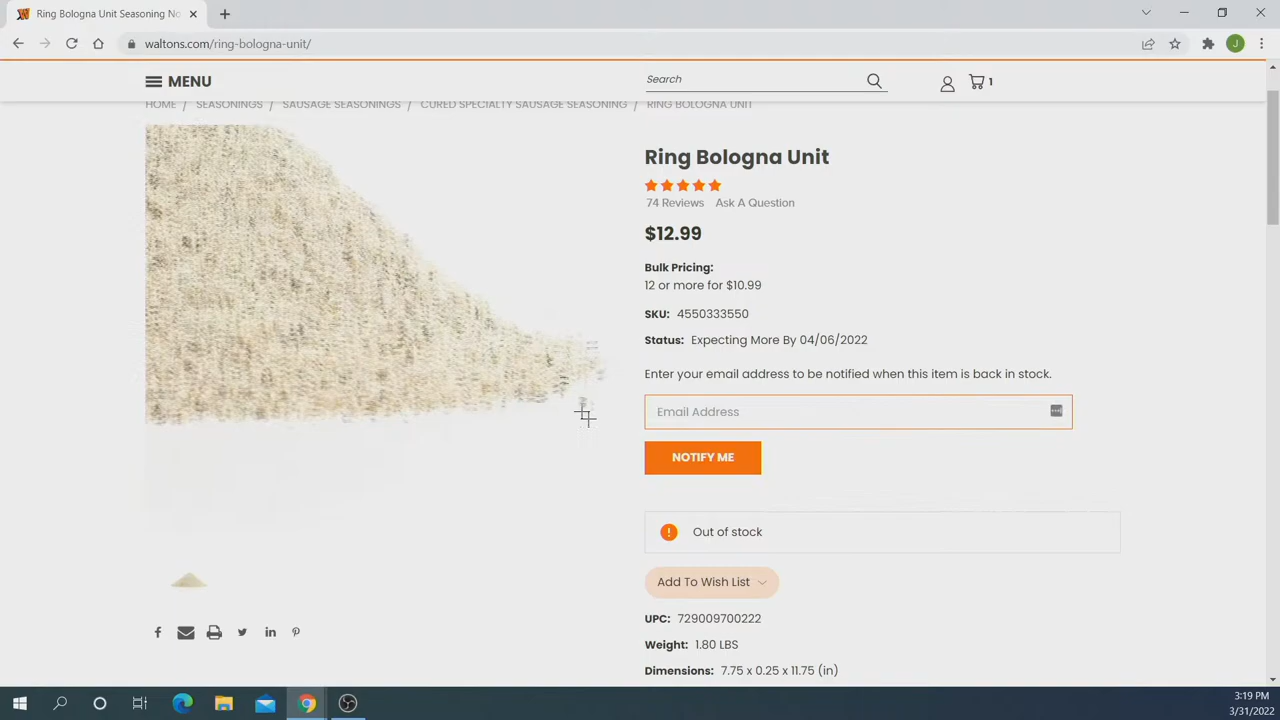 Ring Bologna Unit Seasoning No
waltons.com/ring-bologna-unit/
MENU
Search
1
HOME / SEASONINGS / SAUSAGE SEASONINGS / CURED SPECIALTY SAUSAGE SEASONING / RING BOLOGNA UNIT
Ring Bologna Unit
74 Reviews Ask A Question
$12.99
Bulk Pricing:
12 or more for $10.99
SKU: 4550333550
Status: Expecting More By 04/06/2022
Enter your email address to be notified when this item is back in stock.
Email Address
NOTIFY ME
Out of stock
Add To Wish List
UPC: 729009700222
Weight: 1.80 LBS
Dimensions: 7.75 x 0.25 x 11.75 (in)
3:19 PM
3/31/2022